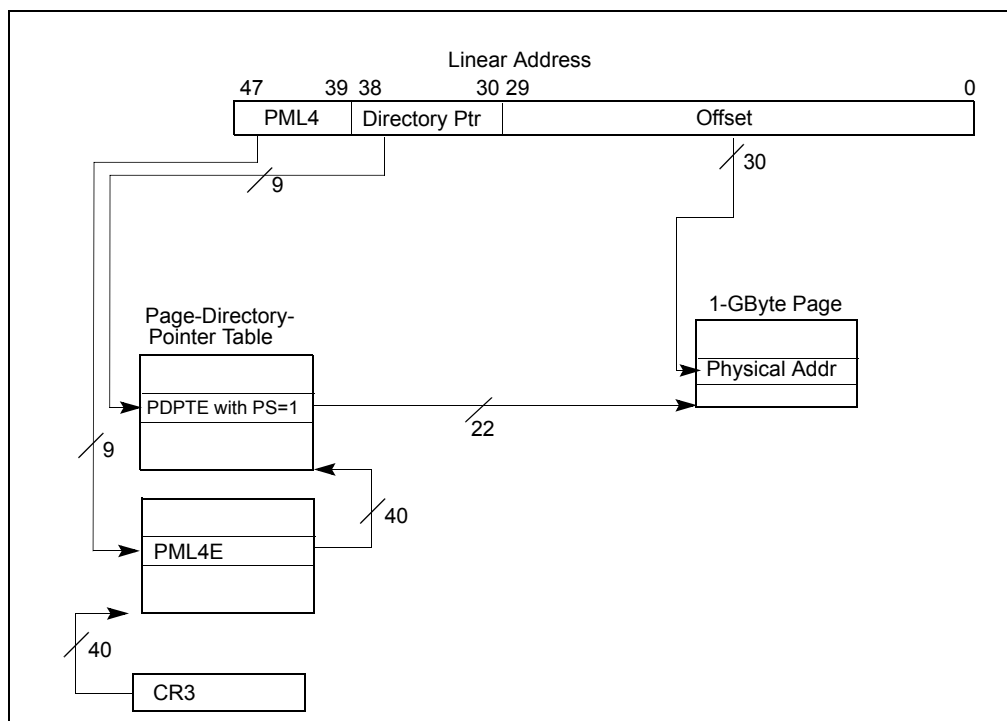 Linear Address
47 39 38 30 29 0
PML4 Directory Ptr Offset
9
30
Page-Directory-
Pointer Table
1-GByte Page
Physical Addr
PDPTE with PS=1
22
9
40
PML4E
40
CR3